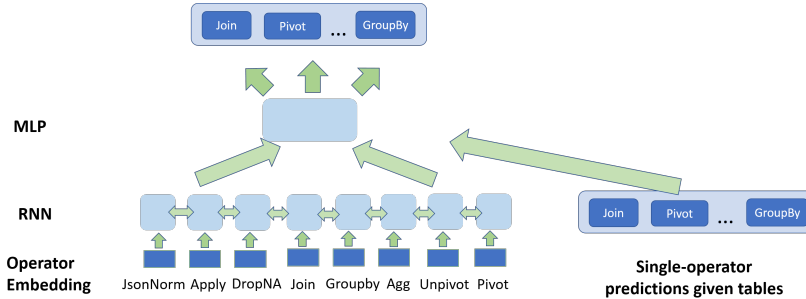 Join Pivot ... GroupBy
MLP
RNN
Join Pivot ... GroupBy
Operator
Embedding
JsonNorm Apply DropNA Join Groupby Agg Unpivot Pivot
Single-operator
predictions given tables